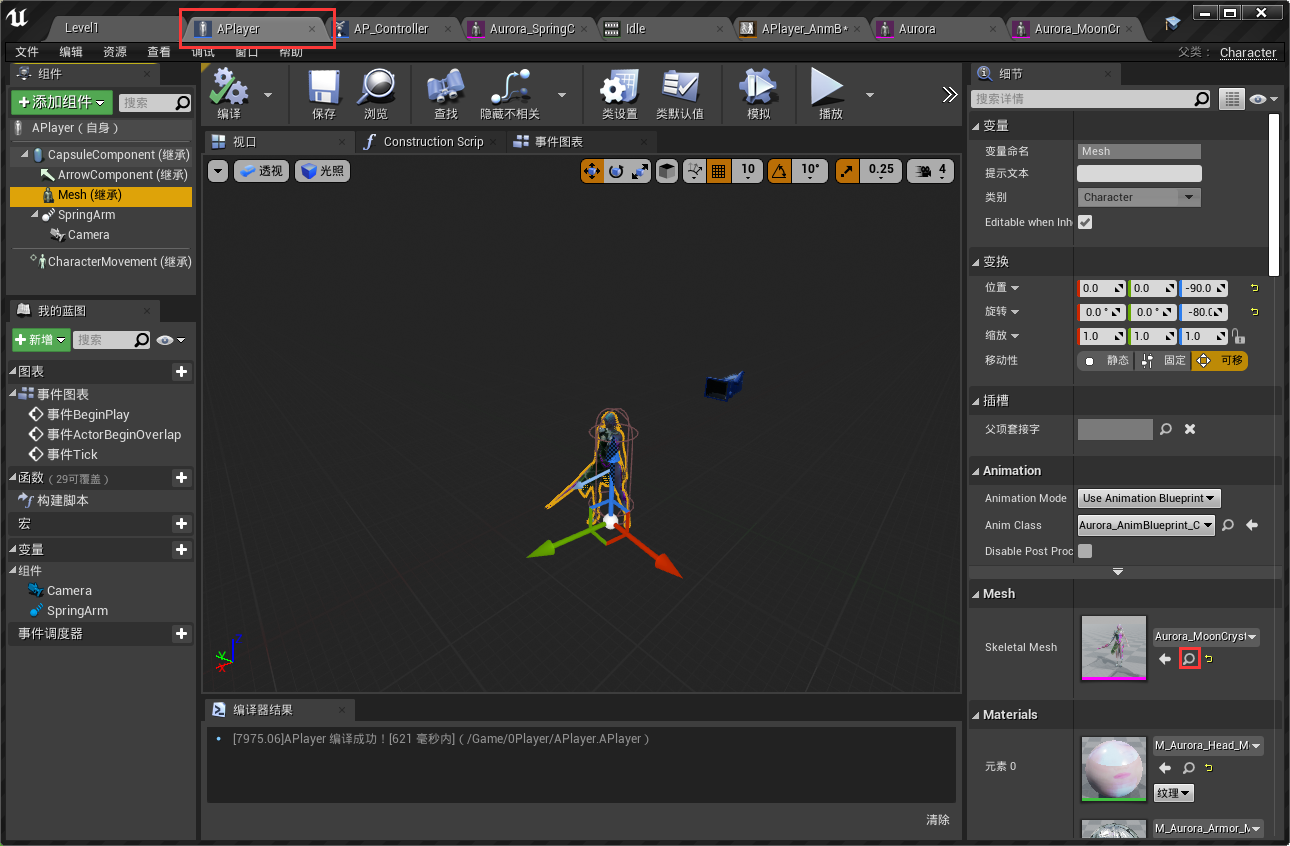 Level1
APlayer
AP_Controller
Aurora_SpringC
Idle
APlayer_AnmB*
Aurora
Aurora_MoonCr
文件 编辑 资源 查看 调试 窗口 帮助
父类： Character
组件
+添加组件
搜索
APlayer（自身）
CapsuleComponent (继承)
ArrowComponent (继承)
Mesh (继承)
SpringArm
Camera
CharacterMovement (继承)
我的蓝图
+新增
搜索
图表
事件图表
事件BeginPlay
事件ActorBeginOverlap
事件Tick
函数（29可覆盖）
构建脚本
宏
变量
组件
Camera
SpringArm
事件调度器
编译
保存
浏览
查找
隐藏不相关
类设置
类默认值
模拟
播放
视口
Construction Scrip
事件图表
透视
光照
10
10°
0.25
4
Z
Y
X
编译器结果
[7975.06]APlayer 编译成功！[621 毫秒内]（/Game/0Player/APlayer.APlayer）
清除
细节
搜索详情
变量
变量命名 Mesh
提示文本
类别 Character
Editable when Inh
变换
位置 0.0 0.0 -90.0
旋转 0.0 ° 0.0 ° -80.0
缩放 1.0 1.0 1.0
移动性 静态 固定 可移
插槽
父项套接字
Animation
Animation Mode Use Animation Blueprint
Anim Class Aurora_AnimBlueprint_C
Disable Post Proc
Mesh
Skeletal Mesh
Aurora_MoonCryst
Materials
元素 0
M_Aurora_Head_M
纹理
M_Aurora_Armor_M